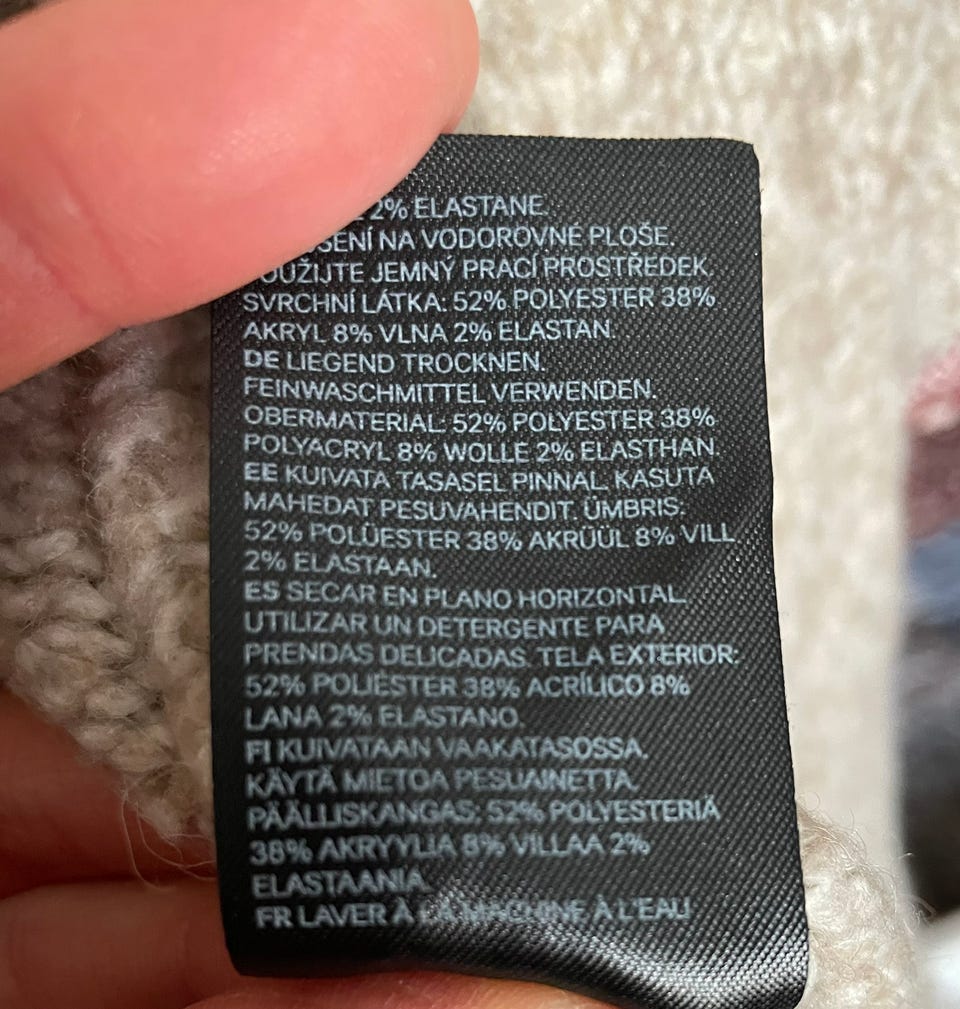 2% ELASTANE.
NA VODOROVNÉ PLOŠE.
JEMNÝ PRACÍ PROSTŘEDEK.
SVRCHNÍ LÁTKA: 52% POLYESTER 38%
AKRYL 8% VLNA 2% ELASTAN.
DE LIEGEND TROCKNEN.
FEINWASCHMITTEL VERWENDEN.
OBERMATERIAL: 52% POLYESTER 38%
POLYACRYL 8% WOLLE 2% ELASTHAN.
EE KUIVATA TASASEL PINNAL. KASUTA
MAHEDAT PESUVAHENDIT. ÜMBRIS:
52% POLÜESTER 38% AKRÜÜL 8% VILL
2% ELASTAAN.
ES SECAR EN PLANO HORIZONTAL.
UTILIZAR UN DETERGENTE PARA
PRENDAS DELICADAS. TELA EXTERIOR:
52% POLIÉSTER 38% ACRÍLICO 8%
LANA 2% ELASTANO.
FI KUIVATAAN VAAKATASOSSA.
KÄYTÄ MIETOA PESUAINETTA.
PÄÄLLISKANGAS: 52% POLYESTERIÄ
38% AKRYYLIA 8% VILLAA 2%
ELASTAANIA.
FR LAVER À LA MACHINE À L'EAU